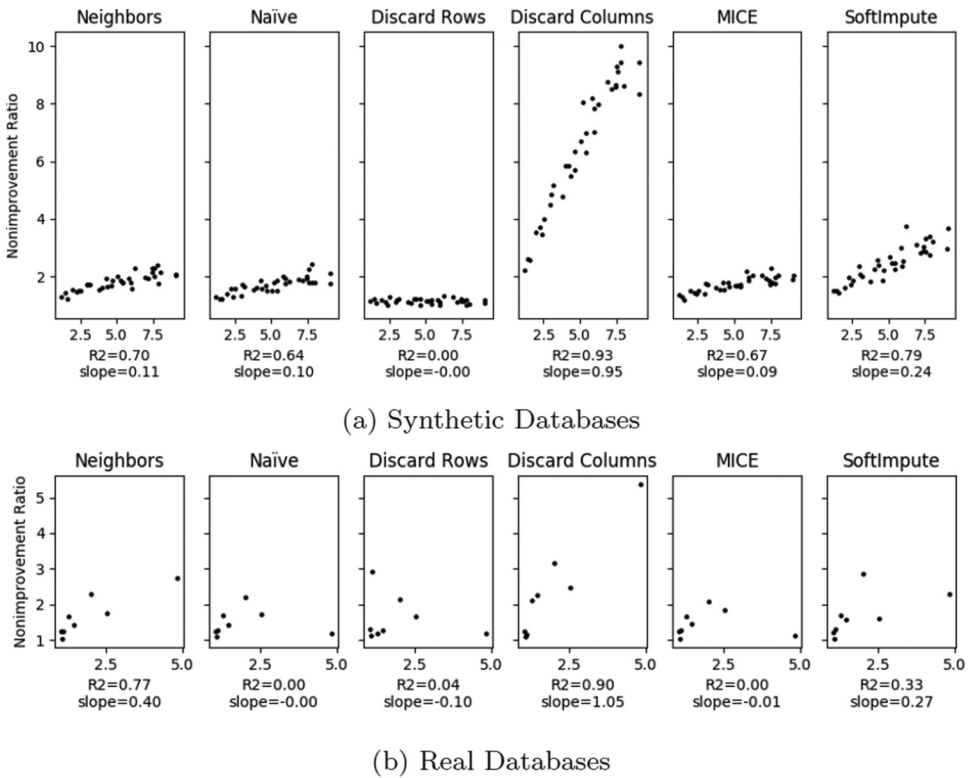 Neighbors Naïve Discard Rows Discard Columns MICE SoftImpute
Nonimprovement Ratio
10
8
6
4
2
2.5 5.0 7.5 2.5 5.0 7.5 2.5 5.0 7.5 2.5 5.0 7.5 2.5 5.0 7.5 2.5 5.0 7.5
R2=0.70 R2=0.64 R2=0.00 R2=0.93 R2=0.67 R2=0.79
slope=0.11 slope=0.10 slope=-0.00 slope=0.95 slope=0.09 slope=0.24
(a) Synthetic Databases
Neighbors Naïve Discard Rows Discard Columns MICE SoftImpute
Nonimprovement Ratio
5
4
3
2
1
2.5 5.0 2.5 5.0 2.5 5.0 2.5 5.0 2.5 5.0 2.5 5.0
R2=0.77 R2=0.00 R2=0.04 R2=0.90 R2=0.00 R2=0.33
slope=0.40 slope=-0.00 slope=-0.10 slope=1.05 slope=-0.01 slope=0.27
(b) Real Databases